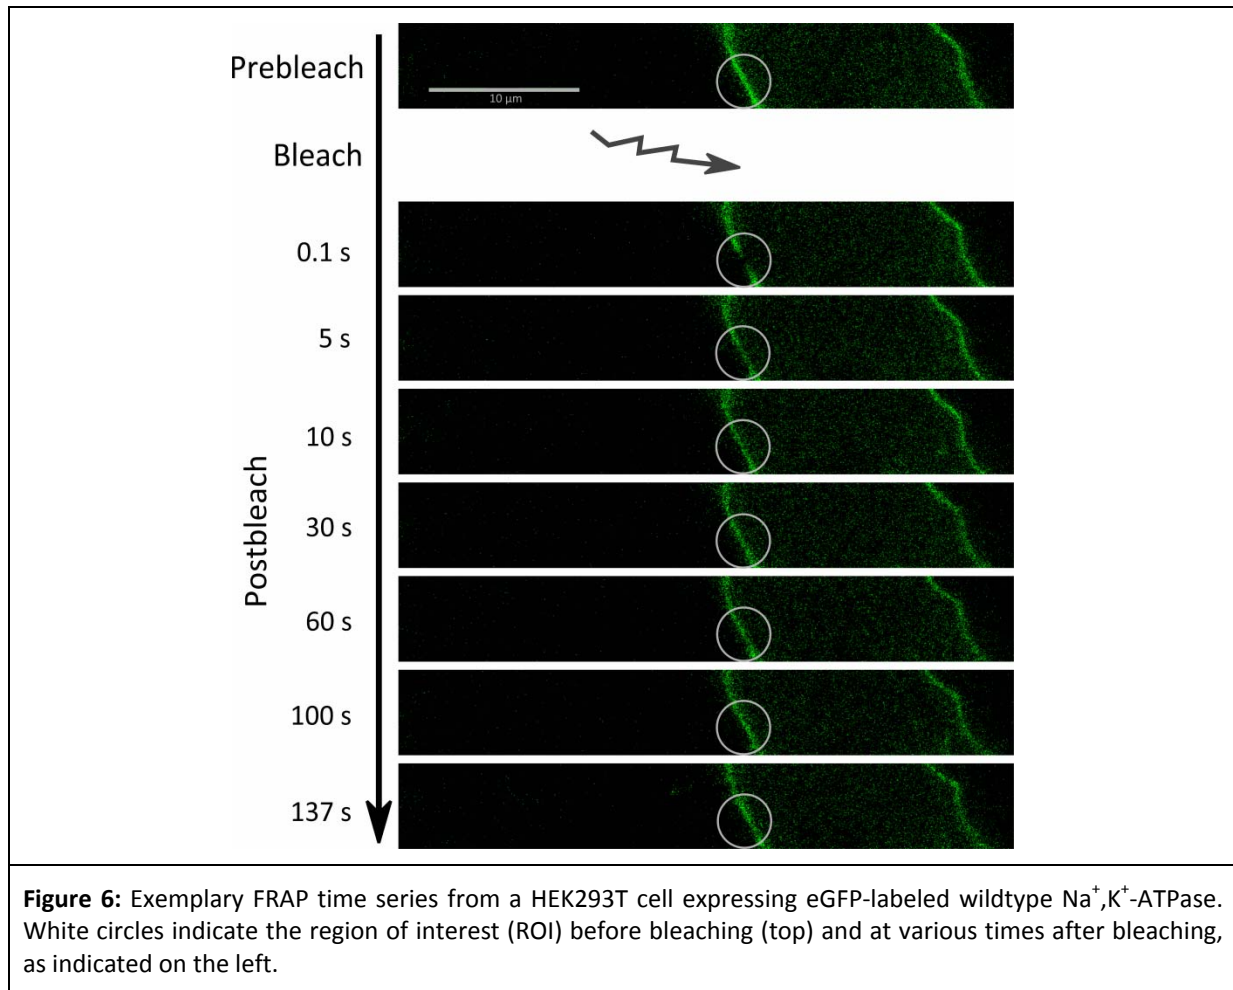 Prebleach
10 µm
Bleach
0.1 s
5 s
10 s
30 s
60 s
100 s
137 s
Postbleach
Figure 6: Exemplary FRAP time series from a HEK293T cell expressing eGFP-labeled wildtype Na⁺,K⁺-ATPase.
White circles indicate the region of interest (ROI) before bleaching (top) and at various times after bleaching,
as indicated on the left.